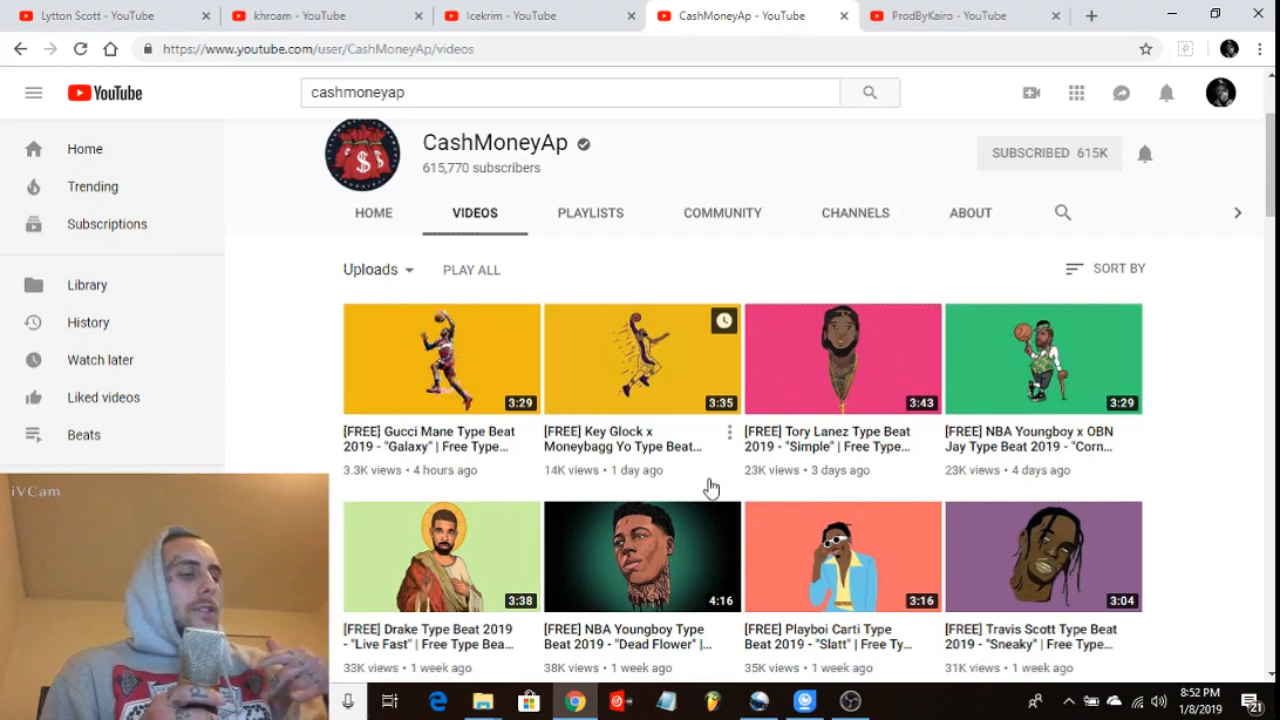 Lytton Scott - YouTube
khroam - YouTube
Icekrim - YouTube
CashMoneyAp - YouTube
ProdByKairo - YouTube
https://www.youtube.com/user/CashMoneyAp/videos
YouTube
cashmoneyap
Home
Trending
Subscriptions
Library
History
Watch later
Liked videos
Beats
CashMoneyAp
615,770 subscribers
SUBSCRIBED 615K
HOME
VIDEOS
PLAYLISTS
COMMUNITY
CHANNELS
ABOUT
Uploads
PLAY ALL
SORT BY
3:29
[FREE] Gucci Mane Type Beat
2019 - "Galaxy" | Free Type...
3.3K views • 4 hours ago
3:35
[FREE] Key Glock x
Moneybagg Yo Type Beat...
14K views • 1 day ago
3:43
[FREE] Tory Lanez Type Beat
2019 - "Simple" | Free Type...
23K views • 3 days ago
3:29
[FREE] NBA Youngboy x OBN
Jay Type Beat 2019 - "Corn...
23K views • 4 days ago
3:38
[FREE] Drake Type Beat 2019
- "Live Fast" | Free Type Bea...
33K views • 1 week ago
4:16
[FREE] NBA Youngboy Type
Beat 2019 - "Dead Flower" |...
38K views • 1 week ago
3:16
[FREE] Playboi Carti Type
Beat 2019 - "Slatt" | Free Ty...
35K views • 1 week ago
3:04
[FREE] Travis Scott Type Beat
2019 - "Sneaky" | Free Type...
31K views • 1 week ago
iVCam
8:52 PM
1/8/2019
21